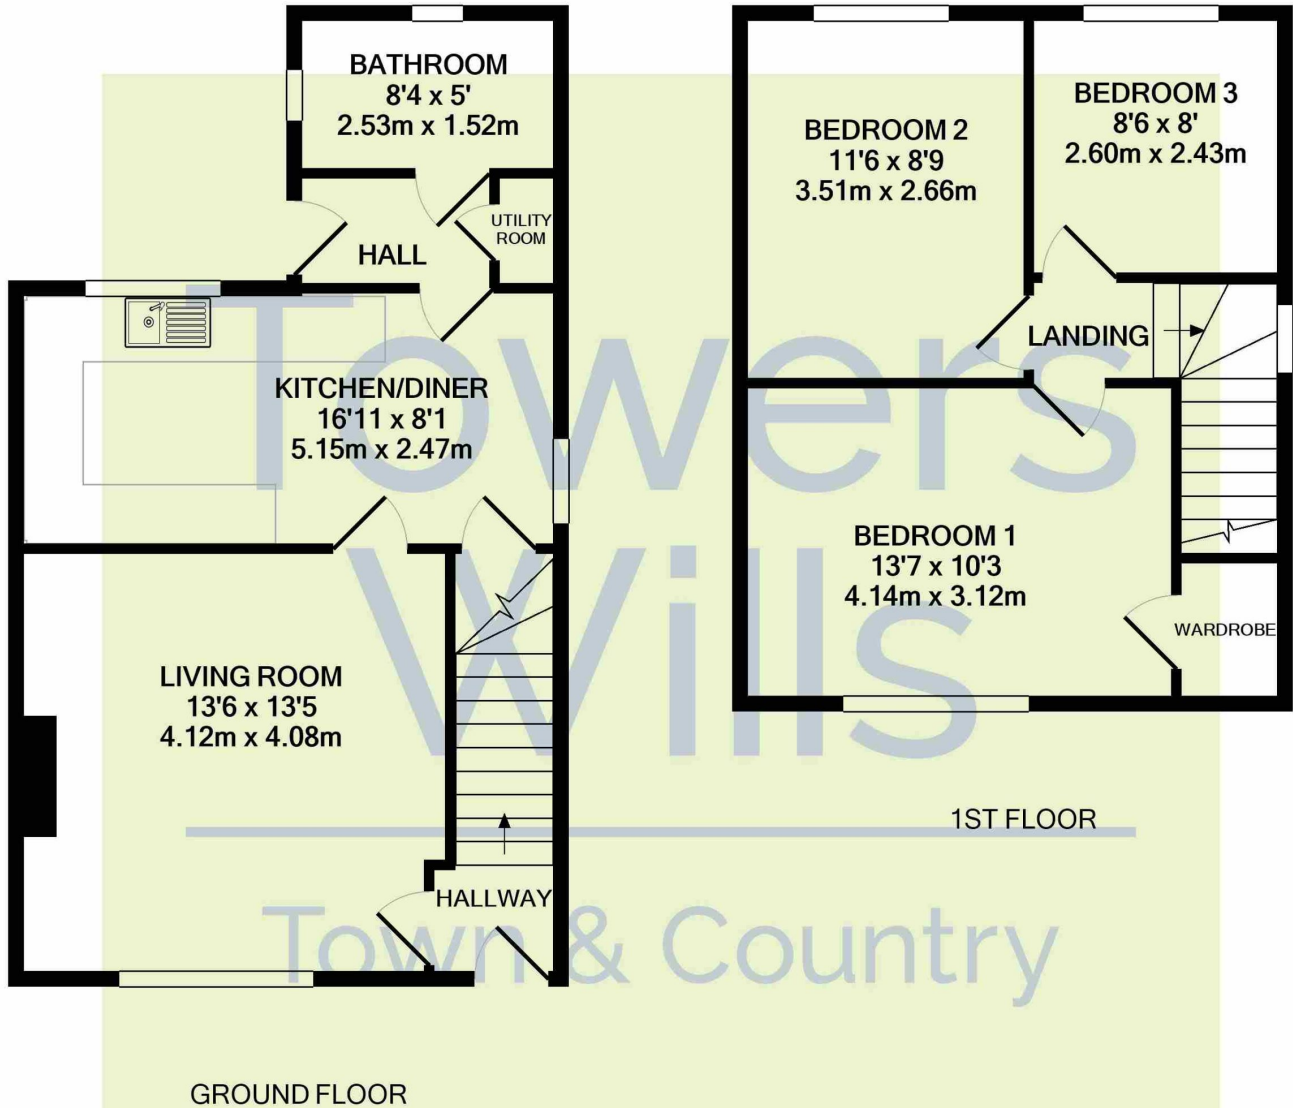 BATHROOM
8'4 x 5'
2.53m x 1.52m
UTILITY
ROOM
HALL
KITCHEN/DINER
16'11 x 8'1
5.15m x 2.47m
LIVING ROOM
13'6 x 13'5
4.12m x 4.08m
HALLWAY
GROUND FLOOR
BEDROOM 2
11'6 x 8'9
3.51m x 2.66m
BEDROOM 3
8'6 x 8'
2.60m x 2.43m
LANDING
BEDROOM 1
13'7 x 10'3
4.14m x 3.12m
WARDROBE
1ST FLOOR
Towers
Wills
Town & Country